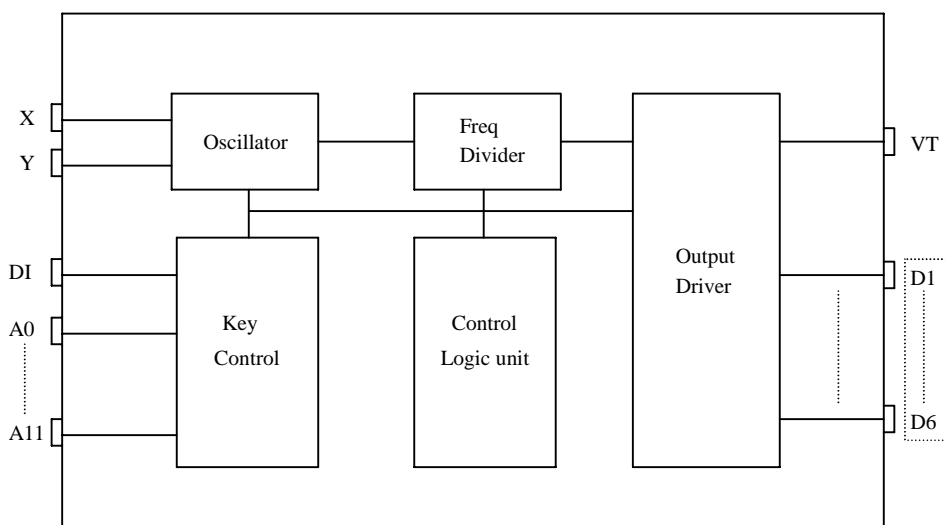 X
Y
DI
A0
A11
Oscillator
Freq
Divider
Key
Control
Control
Logic unit
Output
Driver
VT
D1
D6